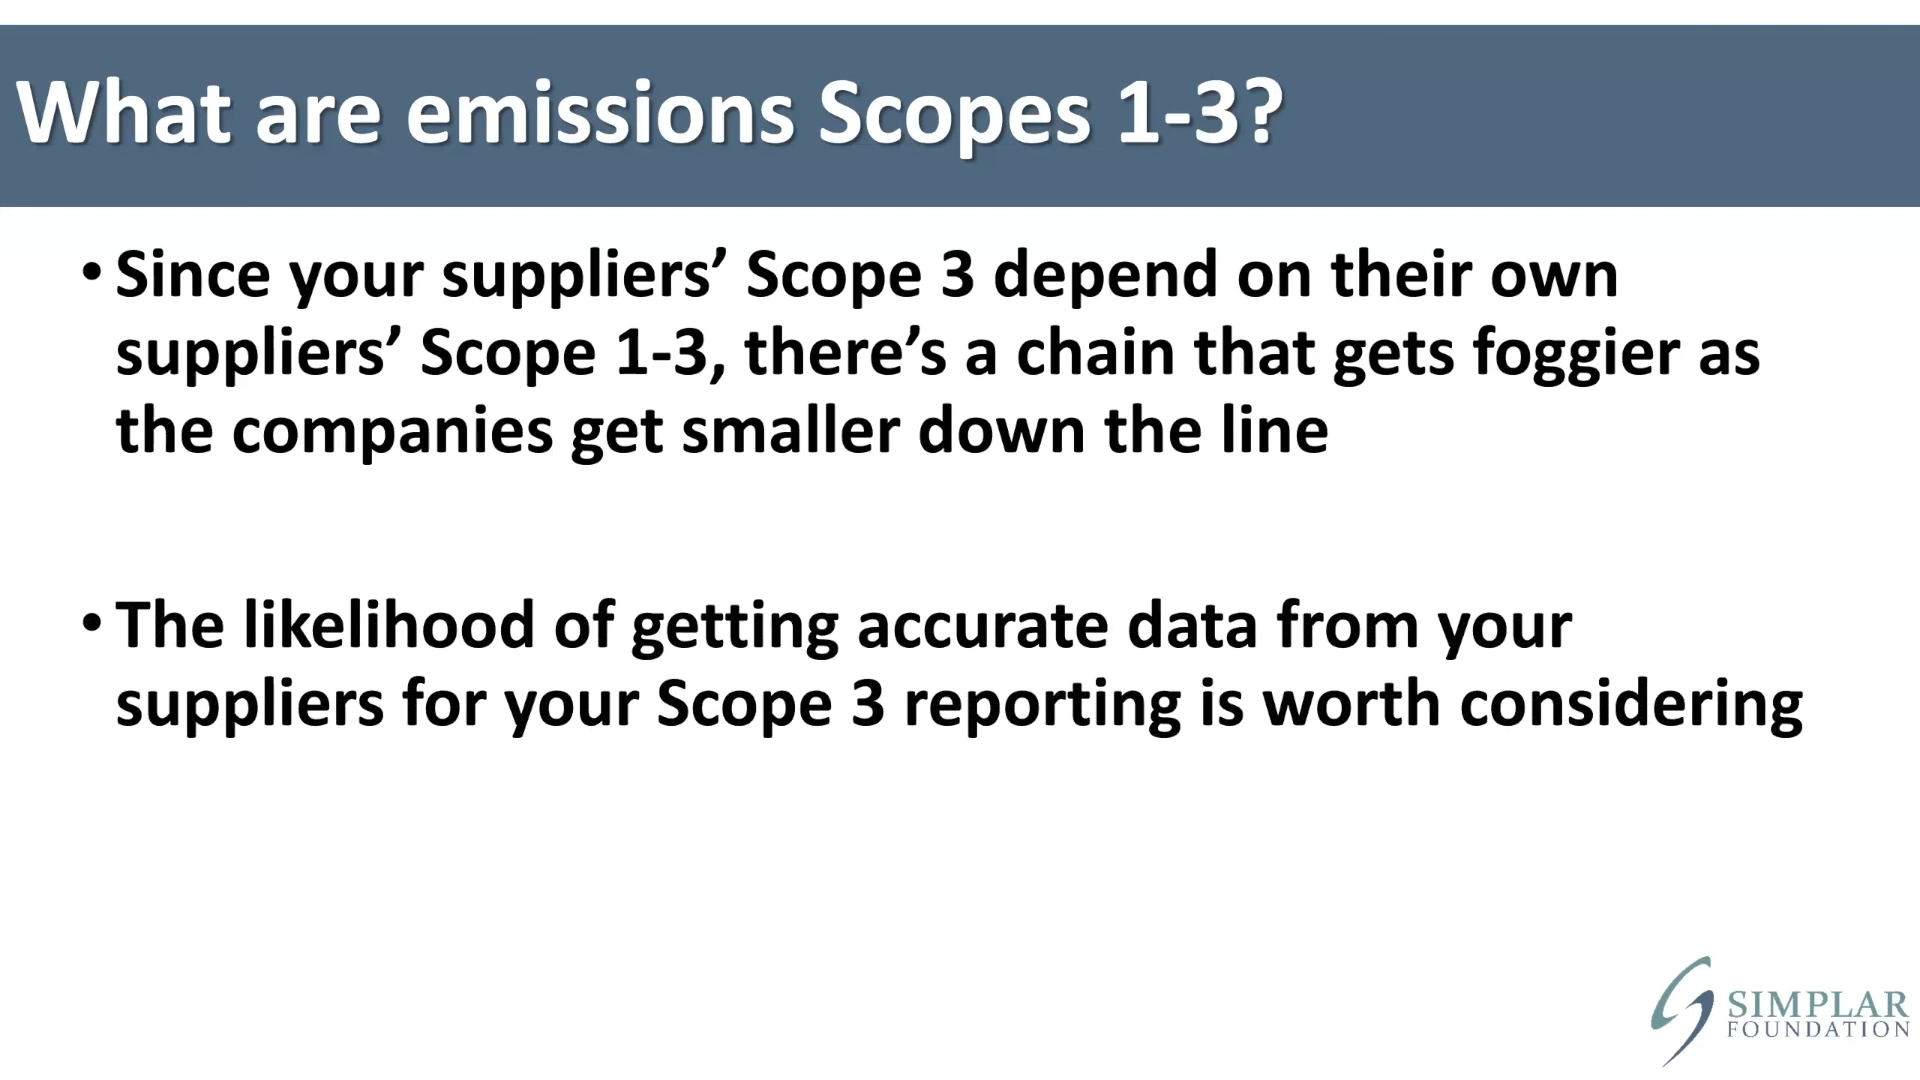 What are emissions Scopes 1-3?
• Since your suppliers’ Scope 3 depend on their own
suppliers’ Scope 1-3, there’s a chain that gets foggier as
the companies get smaller down the line
• The likelihood of getting accurate data from your
suppliers for your Scope 3 reporting is worth considering
SIMPLAR
FOUNDATION